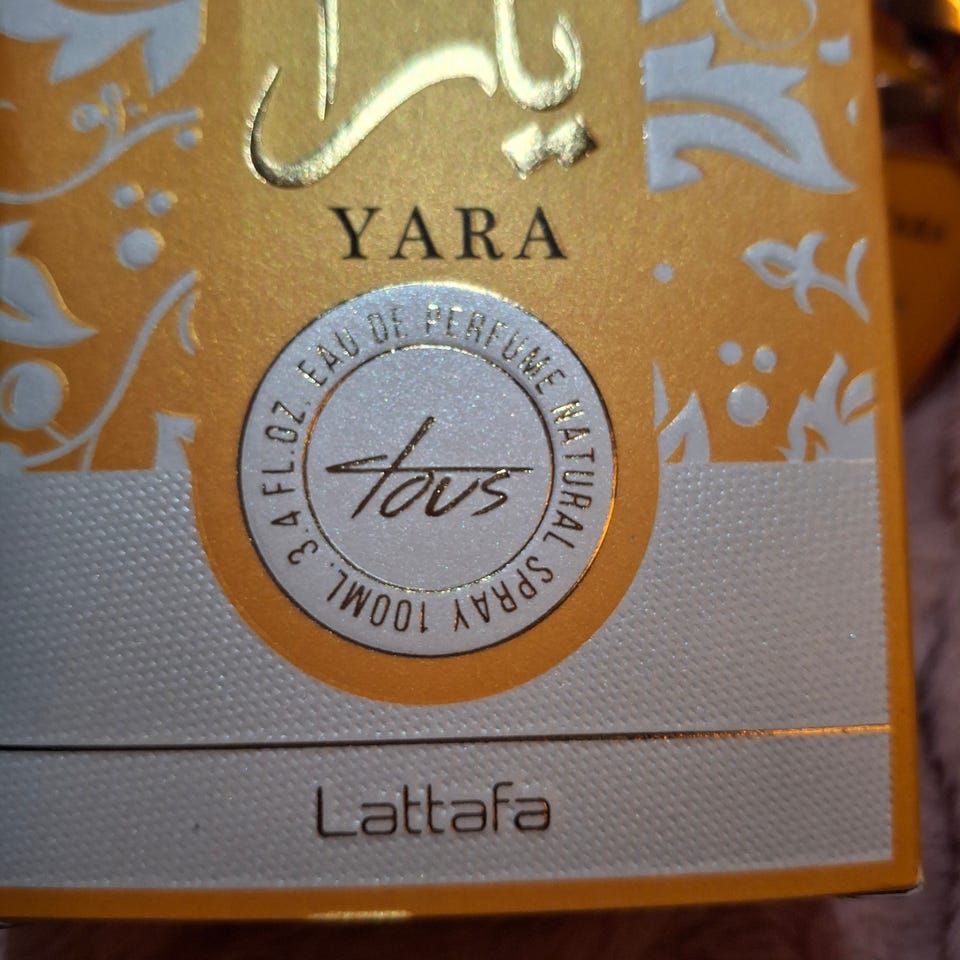 يارا
YARA
EAU DE PERFUME NATURAL SPRAY 100ML. 3.4 FL.OZ.
tous
Lattafa